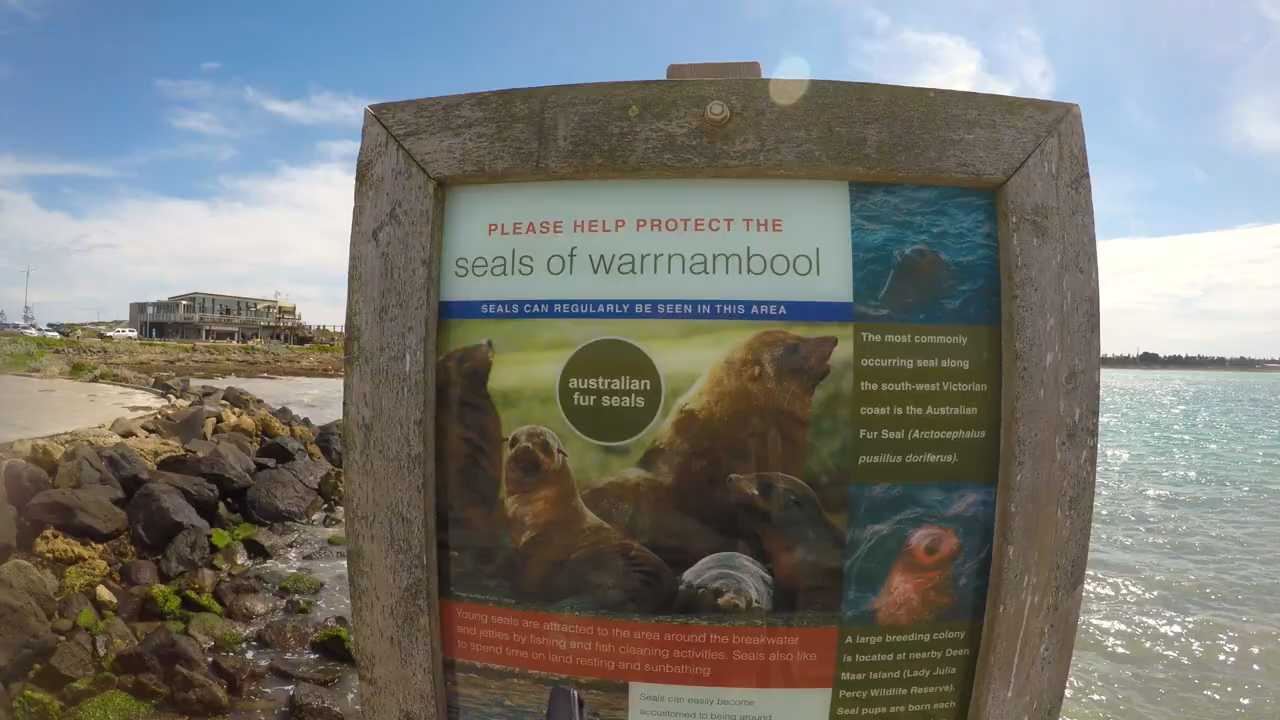 PLEASE HELP PROTECT THE
seals of warrnambool
SEALS CAN REGULARLY BE SEEN IN THIS AREA
australian
fur seals
The most commonly
occurring seal along
the south-west Victorian
coast is the Australian
Fur Seal (Arctocephalus
pusillus doriferus).
Young seals are attracted to the area around the breakwater
and jetties by fishing and fish cleaning activities. Seals also like
to spend time on land resting and sunbathing
A large breeding colony
is located at nearby Deen
Maar Island (Lady Julia
Percy Wildlife Reserve).
Seal pups are born each
Seals can easily become
accustomed to being around